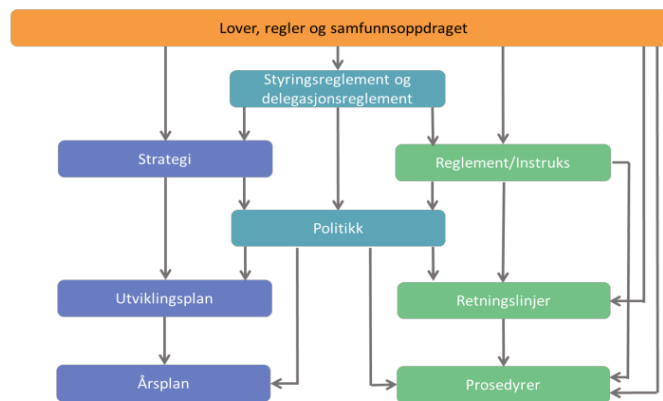 Lover, regler og samfunnsoppdraget
Styringsreglement og
delegasjonsreglement
Strategi
Reglement/Instruks
Politikk
Utviklingsplan
Retningslinjer
Årsplan
Prosedyrer